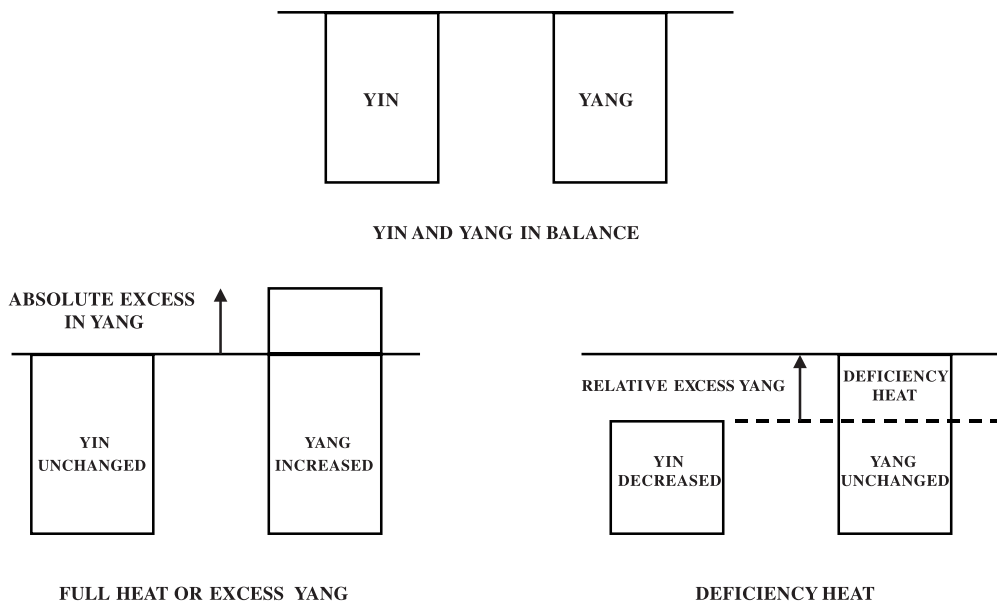 YIN
YANG
YIN AND YANG IN BALANCE
ABSOLUTE EXCESS
IN YANG
YIN
UNCHANGED
YANG
INCREASED
FULL HEAT OR EXCESS YANG
RELATIVE EXCESS YANG
DEFICIENCY
HEAT
YIN
DECREASED
YANG
UNCHANGED
DEFICIENCY HEAT